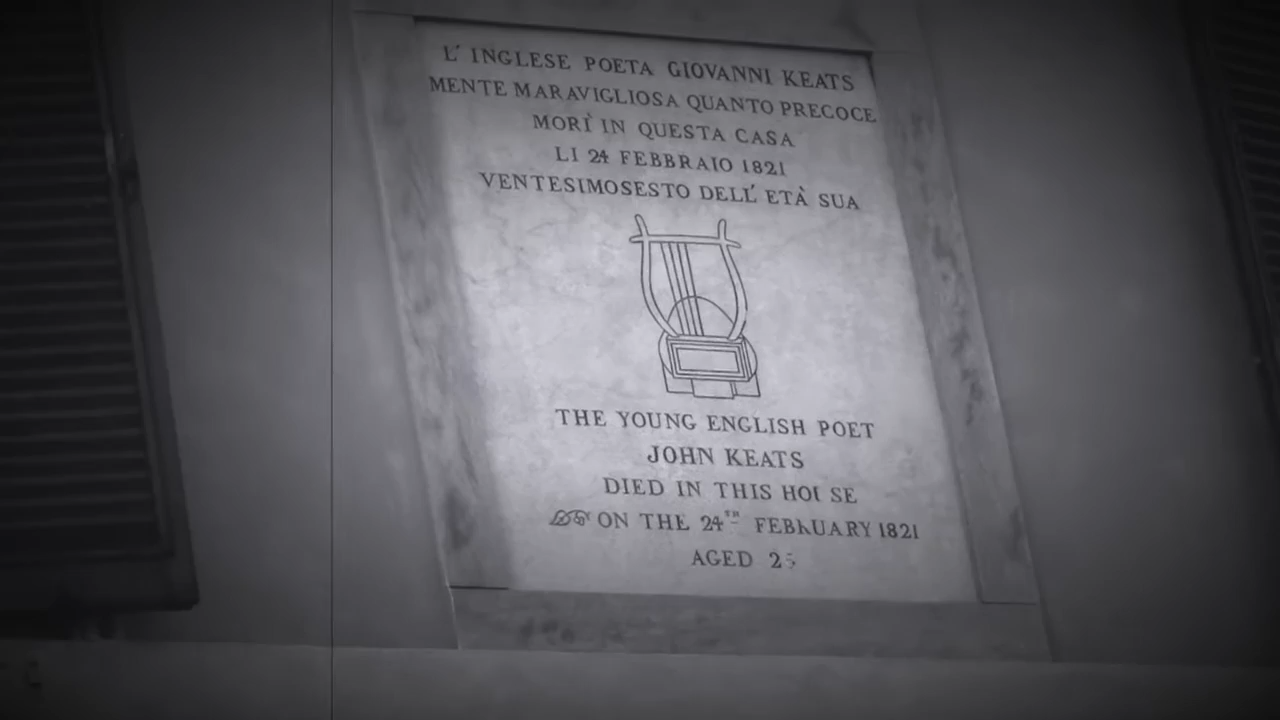 L' INGLESE POETA GIOVANNI KEATS
MENTE MARAVIGLIOSA QUANTO PRECOCE
MORÌ IN QUESTA CASA
LI 24 FEBBRAIO 1821
VENTESIMOSESTO DELL' ETÀ SUA
THE YOUNG ENGLISH POET
JOHN KEATS
DIED IN THIS HOUSE
ON THE 24TH FEBRUARY 1821
AGED 25